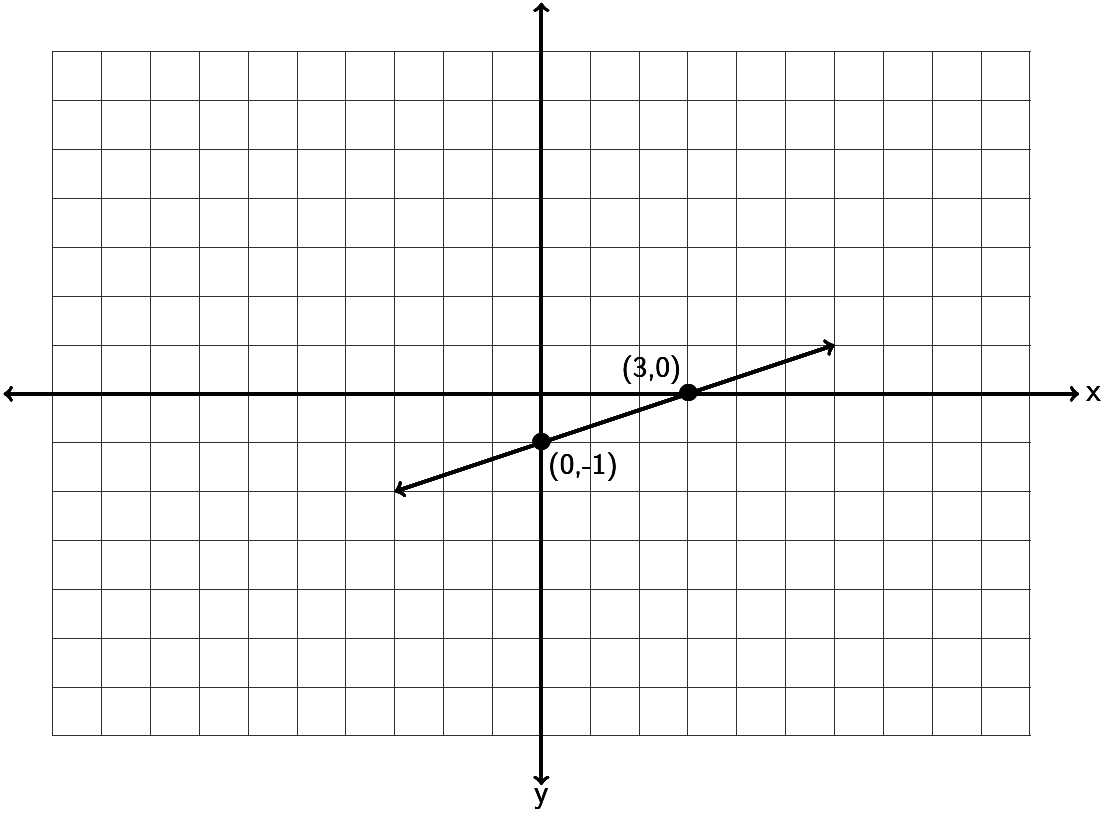 (3,0)
x
(0,-1)
y